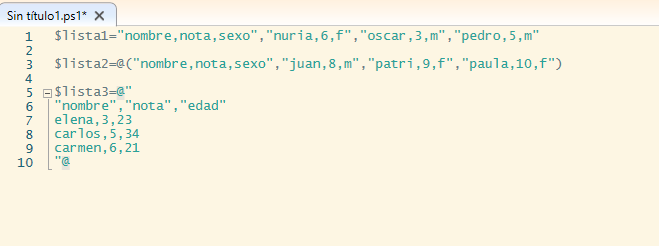 Sin título1.ps1* X
1 $lista1="nombre,nota,sexo","nuria,6,f","oscar,3,m","pedro,5,m"
2
3 $lista2=@("nombre,nota,sexo","juan,8,m","patri,9,f","paula,10,f")
4
5 $lista3=@"
6 "nombre","nota","edad"
7 elena,3,23
8 carlos,5,34
9 carmen,6,21
10 "@